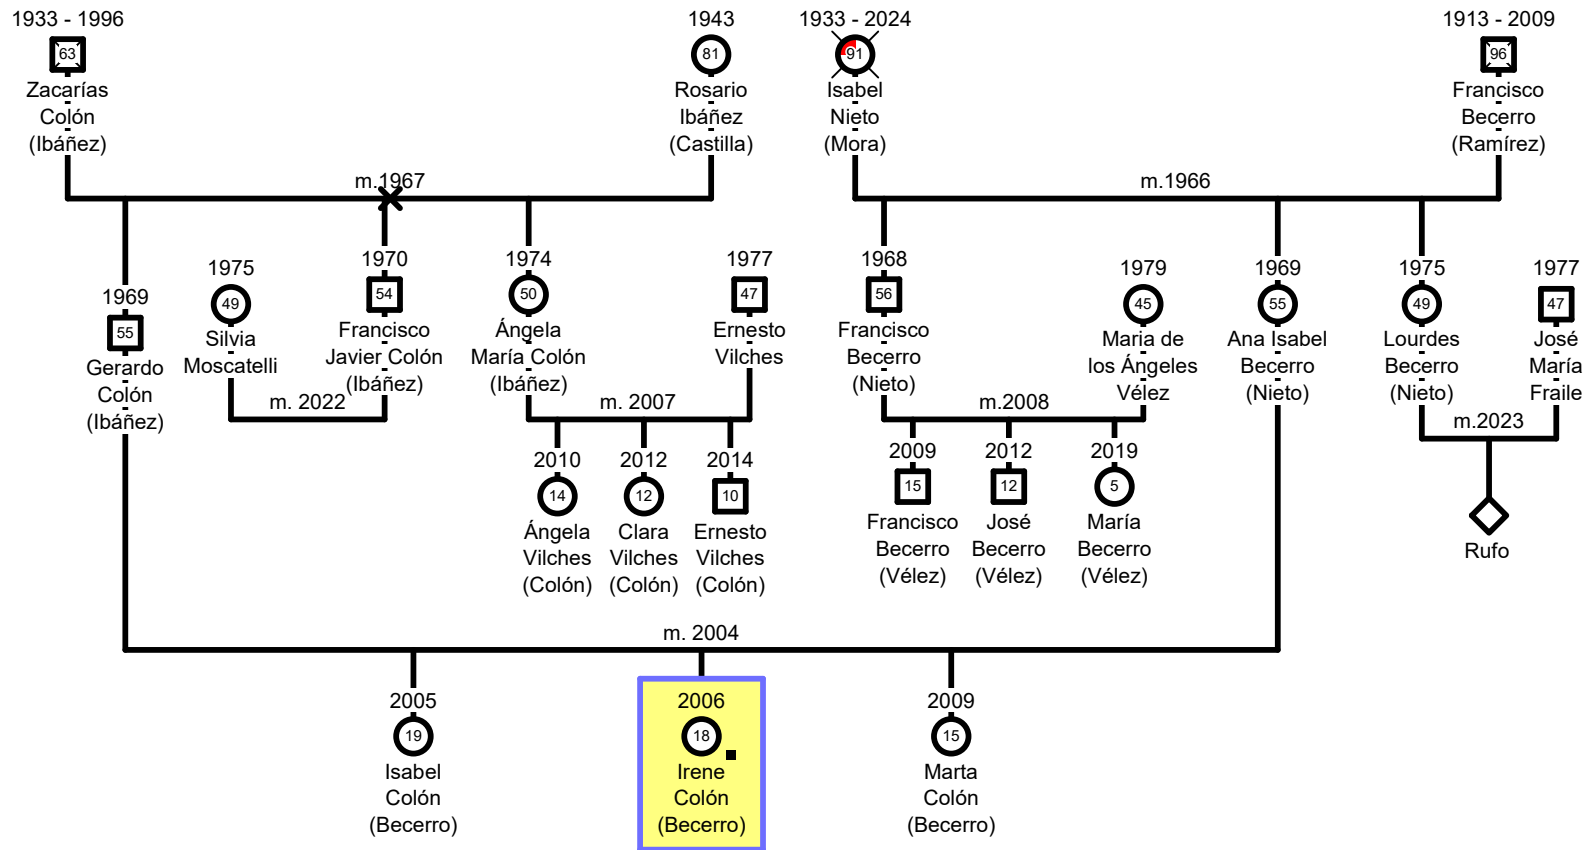 1933 - 1996
63
Zacarías
Colón
(Ibáñez)
1943
81
Rosario
Ibáñez
(Castilla)
1933 - 2024
91
Isabel
Nieto
(Mora)
1913 - 2009
96
Francisco
Becerro
(Ramírez)
m.1967
m.1966
1969
55
Gerardo
Colón
(Ibáñez)
1975
49
Silvia
Moscatelli
1970
54
Francisco
Javier Colón
(Ibáñez)
m. 2022
1974
50
Ángela
María Colón
(Ibáñez)
1977
47
Ernesto
Vilches
m. 2007
1968
56
Francisco
Becerro
(Nieto)
1979
45
Maria de
los Ángeles
Vélez
m.2008
1969
55
Ana Isabel
Becerro
(Nieto)
1975
49
Lourdes
Becerro
(Nieto)
1977
47
José
María
Fraile
m.2023
2010
14
Ángela
Vilches
(Colón)
2012
12
Clara
Vilches
(Colón)
2014
10
Ernesto
Vilches
(Colón)
2009
15
Francisco
Becerro
(Vélez)
2012
12
José
Becerro
(Vélez)
2019
5
María
Becerro
(Vélez)
Rufo
m. 2004
2005
19
Isabel
Colón
(Becerro)
2006
18
Irene
Colón
(Becerro)
2009
15
Marta
Colón
(Becerro)